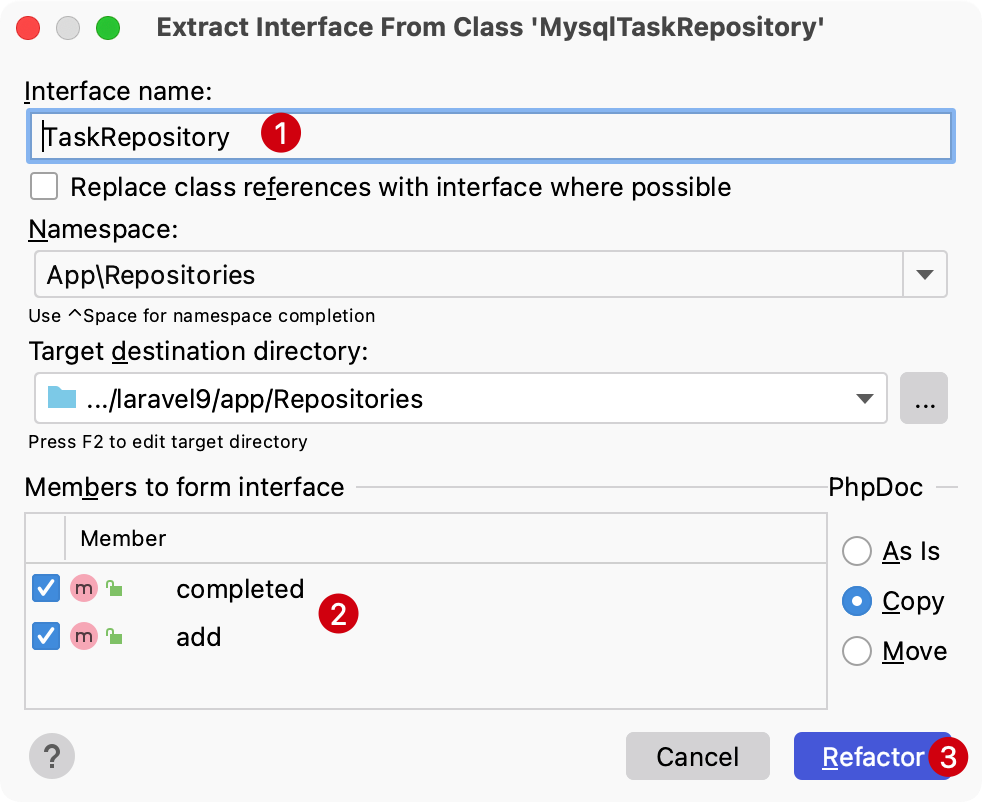 Extract Interface From Class 'MysqlTaskRepository'
Interface name:
TaskRepository 1
Replace class references with interface where possible
Namespace:
App\Repositories
Use ^Space for namespace completion
Target destination directory:
.../laravel9/app/Repositories ...
Press F2 to edit target directory
Members to form interface PhpDoc
Member
As Is
m completed
2
Copy
m add
Move
? Cancel Refactor 3